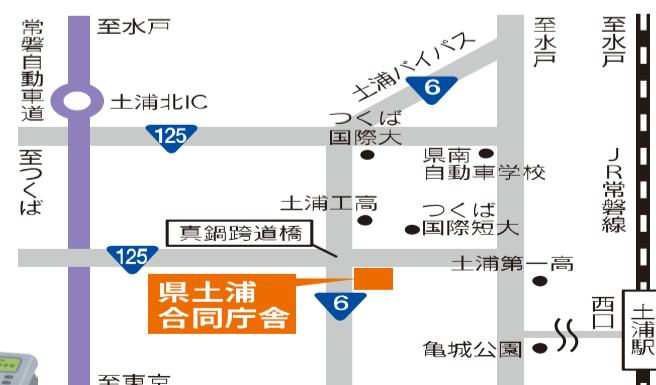 常磐自動車道
至水戸
至水戸
至水戸
土浦バイパス
6
土浦北IC
125
つくば
国際大
県南
自動車学校
至つくば
JR常磐線
土浦工高
つくば
国際短大
真鍋跨道橋
125
土浦第一高
県土浦
合同庁舎
6
西口
土浦駅
亀城公園
至東京